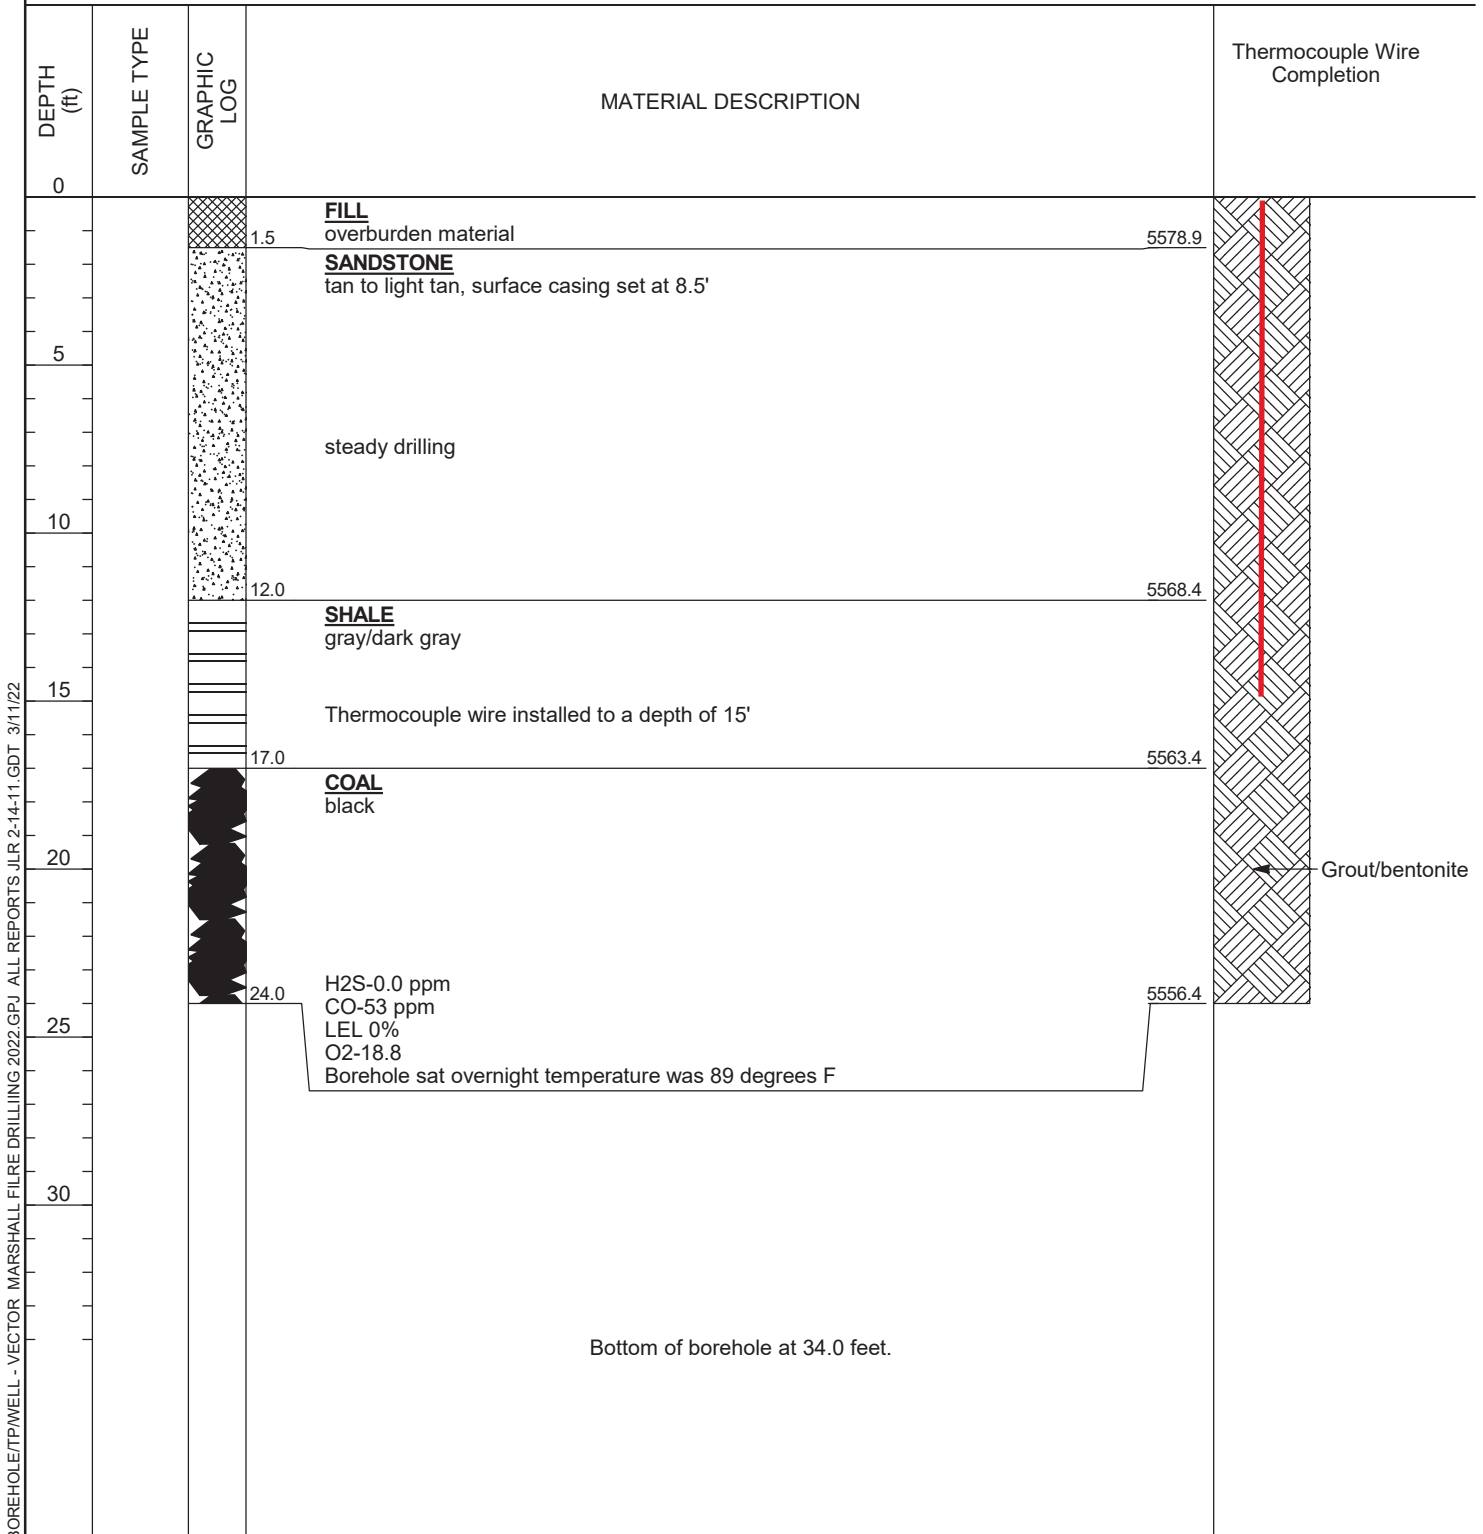 DEPTH
(ft)
SAMPLE TYPE
GRAPHIC
LOG
MATERIAL DESCRIPTION
Thermocouple Wire
Completion
0
FILL
1.5 overburden material 5578.9
SANDSTONE
tan to light tan, surface casing set at 8.5'
5
steady drilling
10
12.0 5568.4
SHALE
gray/dark gray
15
Thermocouple wire installed to a depth of 15'
17.0 5563.4
COAL
black
20
Grout/bentonite
H2S-0.0 ppm
24.0 5556.4
CO-53 ppm
LEL 0%
25
O2-18.8
Borehole sat overnight temperature was 89 degrees F
30
Bottom of borehole at 34.0 feet.
BOREHOLE/TP/WELL - VECTOR MARSHALL FILRE DRILLIING 2022.GPJ ALL REPORTS JLR 2-14-11.GDT 3/11/22